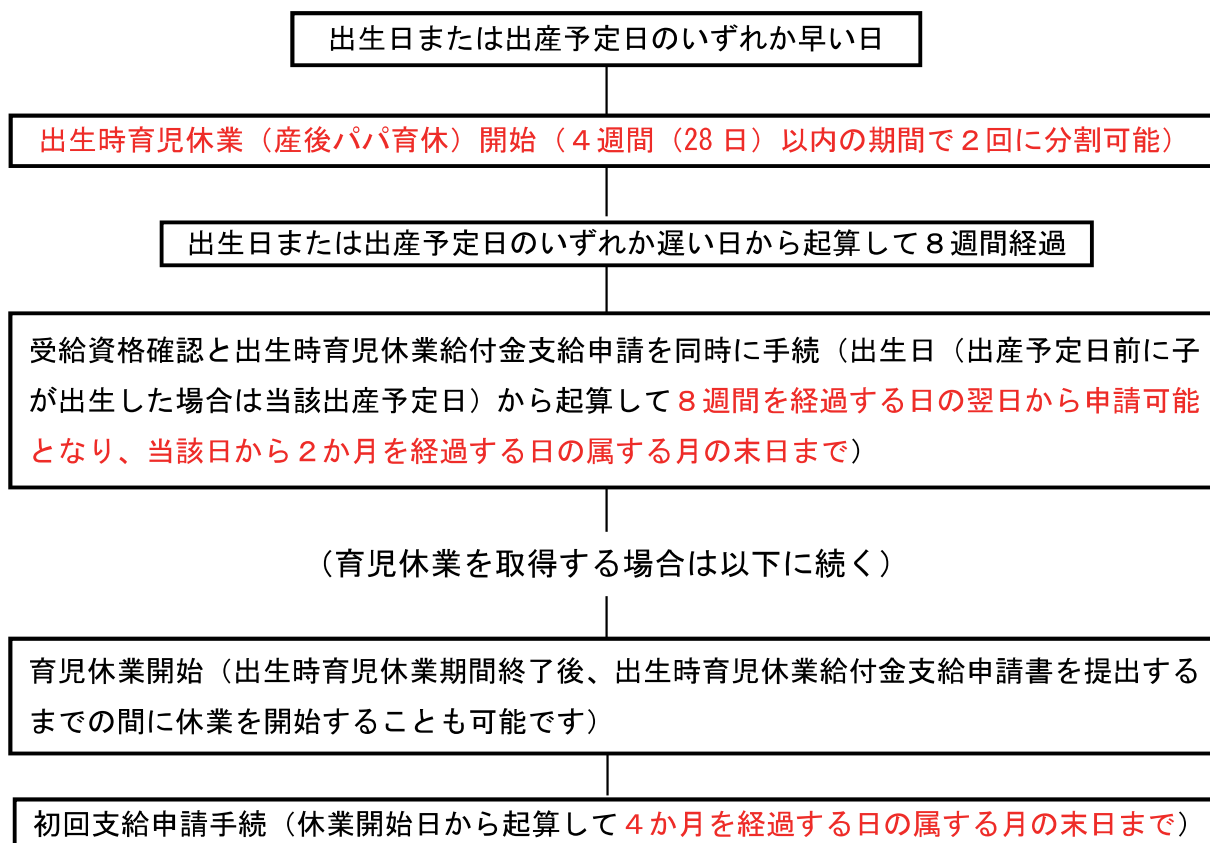 出生日または出産予定日のいずれか早い日
出生時育児休業（産後パパ育休）開始（４週間（28 日）以内の期間で２回に分割可能）
出生日または出産予定日のいずれか遅い日から起算して８週間経過
受給資格確認と出生時育児休業給付金支給申請を同時に手続（出生日（出産予定日前に子
が出生した場合は当該出産予定日）から起算して８週間を経過する日の翌日から申請可能
となり、当該日から２か月を経過する日の属する月の末日まで）
（育児休業を取得する場合は以下に続く）
育児休業開始（出生時育児休業期間終了後、出生時育児休業給付金支給申請書を提出する
までの間に休業を開始することも可能です）
初回支給申請手続（休業開始日から起算して４か月を経過する日の属する月の末日まで）